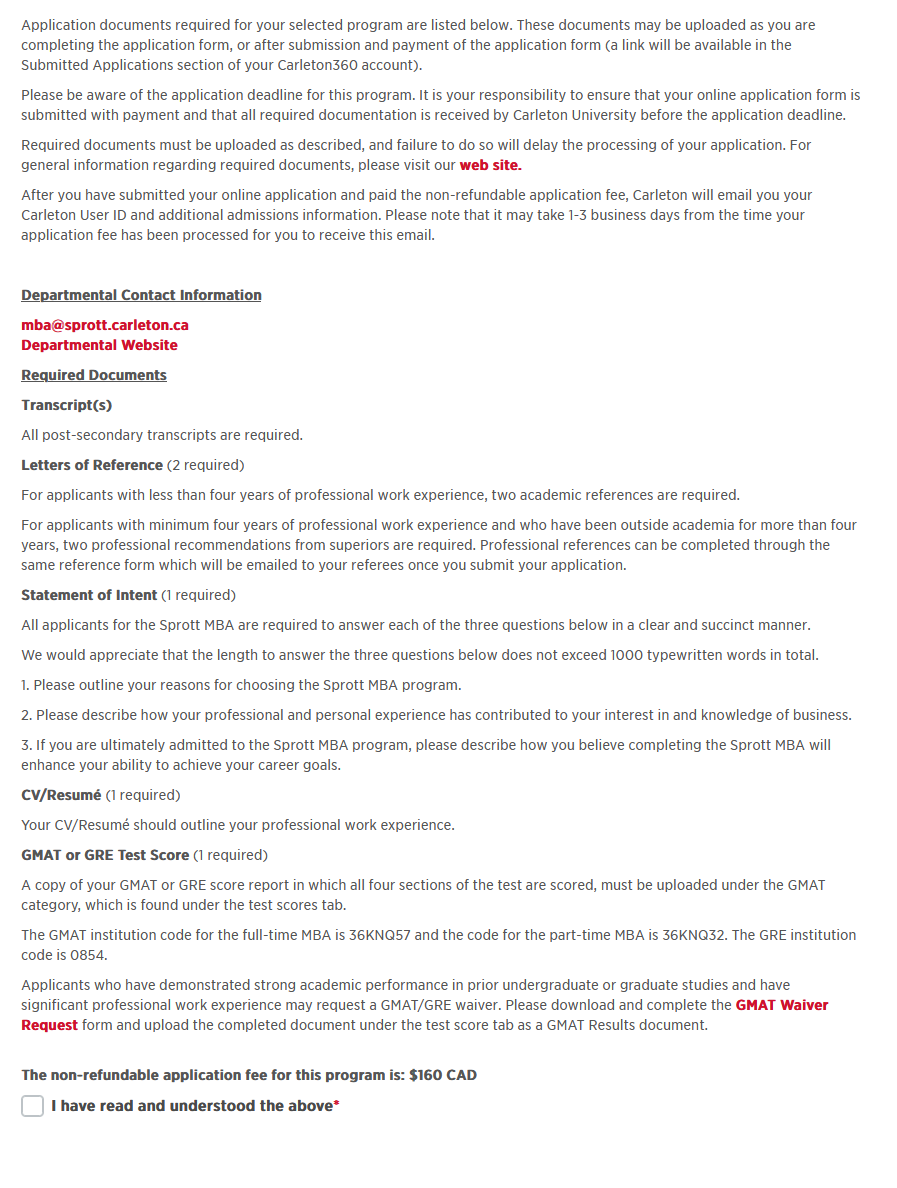 Application documents required for your selected program are listed below. These documents may be uploaded as you are
completing the application form, or after submission and payment of the application form (a link will be available in the
Submitted Applications section of your Carleton360 account).
Please be aware of the application deadline for this program. It is your responsibility to ensure that your online application form is
submitted with payment and that all required documentation is received by Carleton University before the application deadline.
Required documents must be uploaded as described, and failure to do so will delay the processing of your application. For
general information regarding required documents, please visit our web site.
After you have submitted your online application and paid the non-refundable application fee, Carleton will email you your
Carleton User ID and additional admissions information. Please note that it may take 1-3 business days from the time your
application fee has been processed for you to receive this email.
Departmental Contact Information
mba@sprott.carleton.ca
Departmental Website
Required Documents
Transcript(s)
All post-secondary transcripts are required.
Letters of Reference (2 required)
For applicants with less than four years of professional work experience, two academic references are required.
For applicants with minimum four years of professional work experience and who have been outside academia for more than four
years, two professional recommendations from superiors are required. Professional references can be completed through the
same reference form which will be emailed to your referees once you submit your application.
Statement of Intent (1 required)
All applicants for the Sprott MBA are required to answer each of the three questions below in a clear and succinct manner.
We would appreciate that the length to answer the three questions below does not exceed 1000 typewritten words in total.
1. Please outline your reasons for choosing the Sprott MBA program.
2. Please describe how your professional and personal experience has contributed to your interest in and knowledge of business.
3. If you are ultimately admitted to the Sprott MBA program, please describe how you believe completing the Sprott MBA will
enhance your ability to achieve your career goals.
CV/Resumé (1 required)
Your CV/Resumé should outline your professional work experience.
GMAT or GRE Test Score (1 required)
A copy of your GMAT or GRE score report in which all four sections of the test are scored, must be uploaded under the GMAT
category, which is found under the test scores tab.
The GMAT institution code for the full-time MBA is 36KNQ57 and the code for the part-time MBA is 36KNQ32. The GRE institution
code is 0854.
Applicants who have demonstrated strong academic performance in prior undergraduate or graduate studies and have
significant professional work experience may request a GMAT/GRE waiver. Please download and complete the GMAT Waiver
Request form and upload the completed document under the test score tab as a GMAT Results document.
The non-refundable application fee for this program is: $160 CAD
I have read and understood the above*